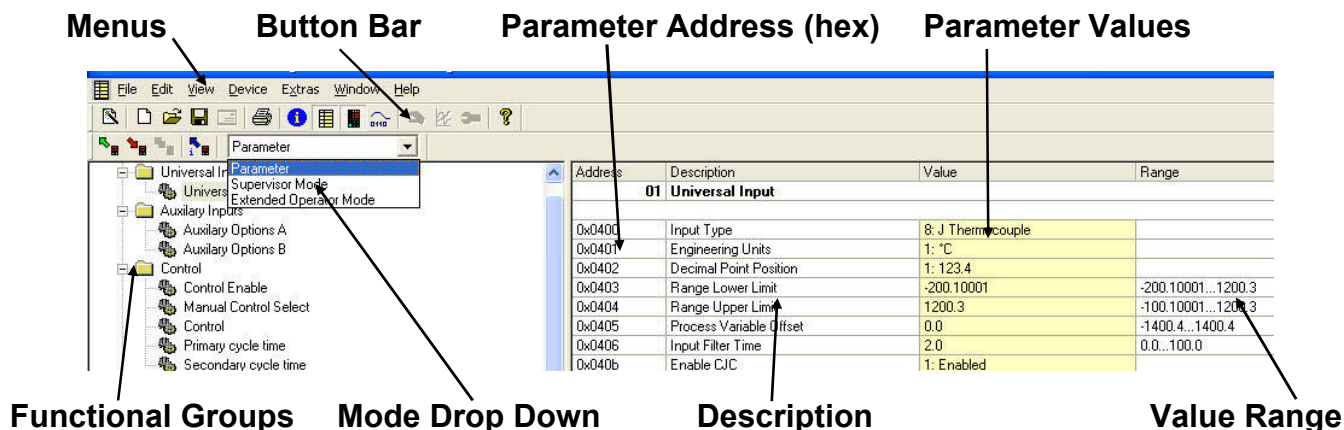 Menus Button Bar Parameter Address (hex) Parameter Values
File Edit View Device Extras Window Help
Parameter
Parameter
Supervisor Mode
Extended Operator Mode
Universal In
Univers
Auxilary Inputs
Auxilary Options A
Auxilary Options B
Control
Control Enable
Manual Control Select
Control
Primary cycle time
Secondary cycle time
Address Description Value Range
01 Universal Input
0x0400 Input Type 8: J Thermocouple
0x0401 Engineering Units 1: °C
0x0402 Decimal Point Position 1: 123.4
0x0403 Range Lower Limit -200.10001 -200.10001...1200.3
0x0404 Range Upper Limit 1200.3 -100.10001...1200.3
0x0405 Process Variable Offset 0.0 -1400.4...1400.4
0x0406 Input Filter Time 2.0 0.0...100.0
0x040b Enable CJC 1: Enabled
Functional Groups Mode Drop Down Description Value Range